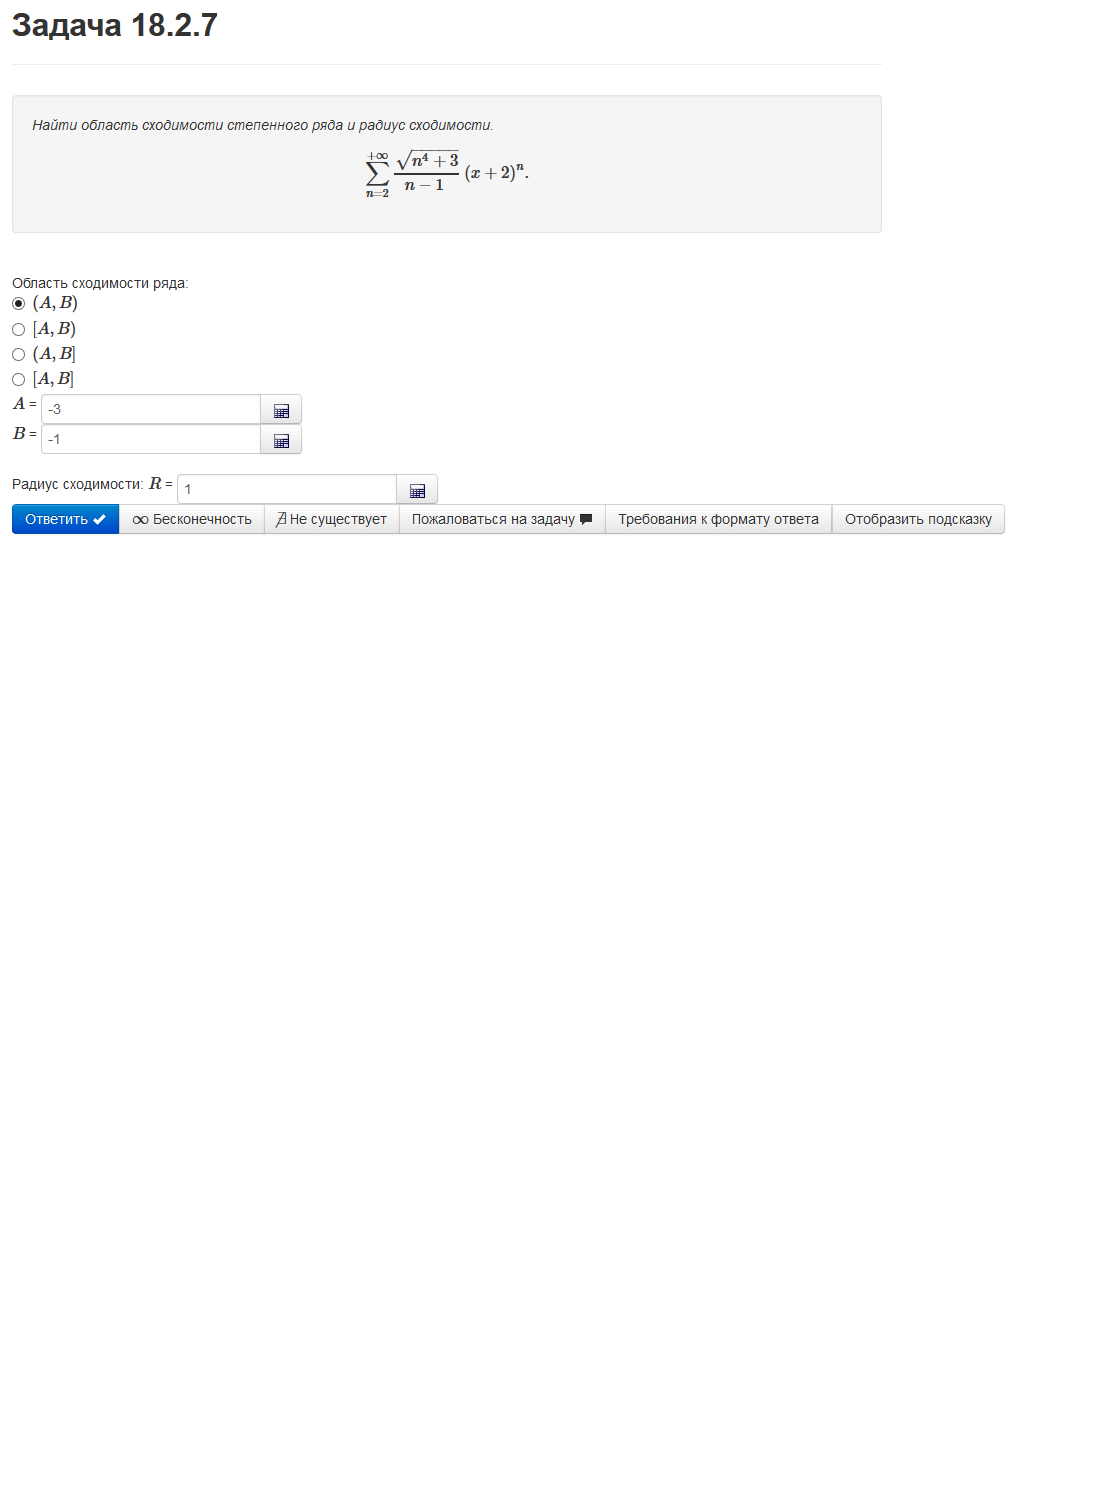 Задача 18.2.7
Найти область сходимости степенного ряда и радиус сходимости.
\sum_{n=2}^{+\infty} \frac{\sqrt{n^4+3}}{n-1} (x+2)^n.
Область сходимости ряда:
(A, B)
[A, B)
(A, B]
[A, B]
A = -3
B = -1
Радиус сходимости: R = 1
Ответить ∞ Бесконечность ∄ Не существует Пожаловаться на задачу Требования к формату ответа Отобразить подсказку